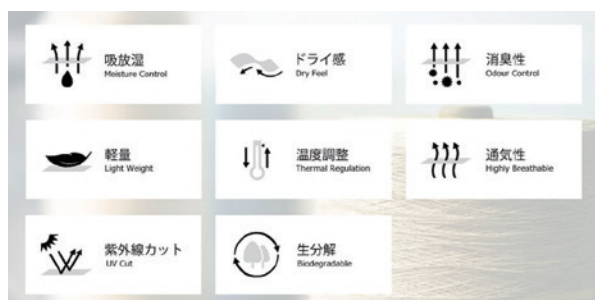 吸放湿
Moisture Control
ドライ感
Dry Feel
消臭性
Odour Control
軽量
Light Weight
温度調整
Thermal Regulation
通気性
Highly Breathable
紫外線カット
UV Cut
生分解
Biodegradable